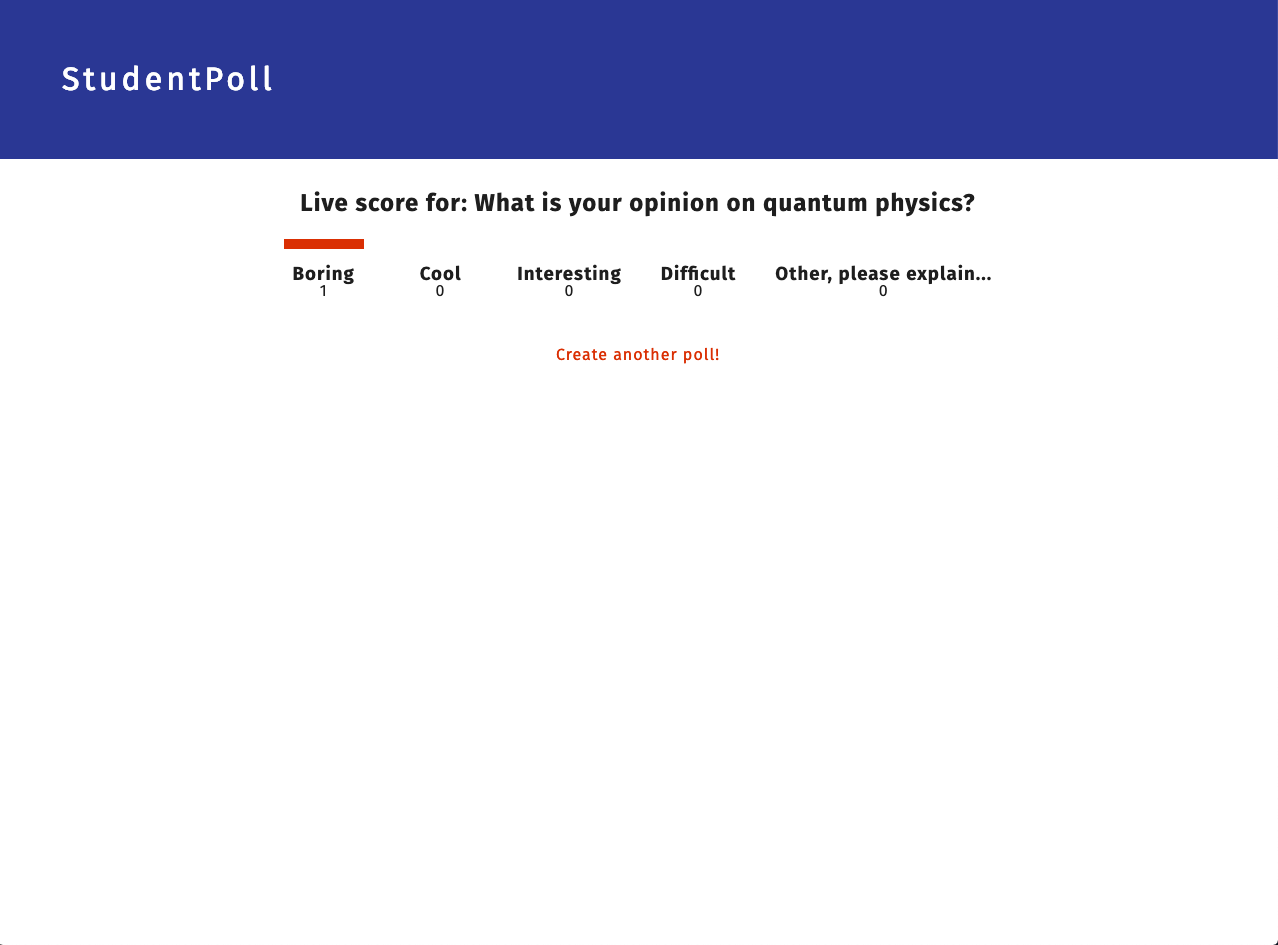 StudentPoll
Live score for: What is your opinion on quantum physics?
Boring Cool Interesting Difficult Other, please explain...
1 0 0 0 0
Create another poll!